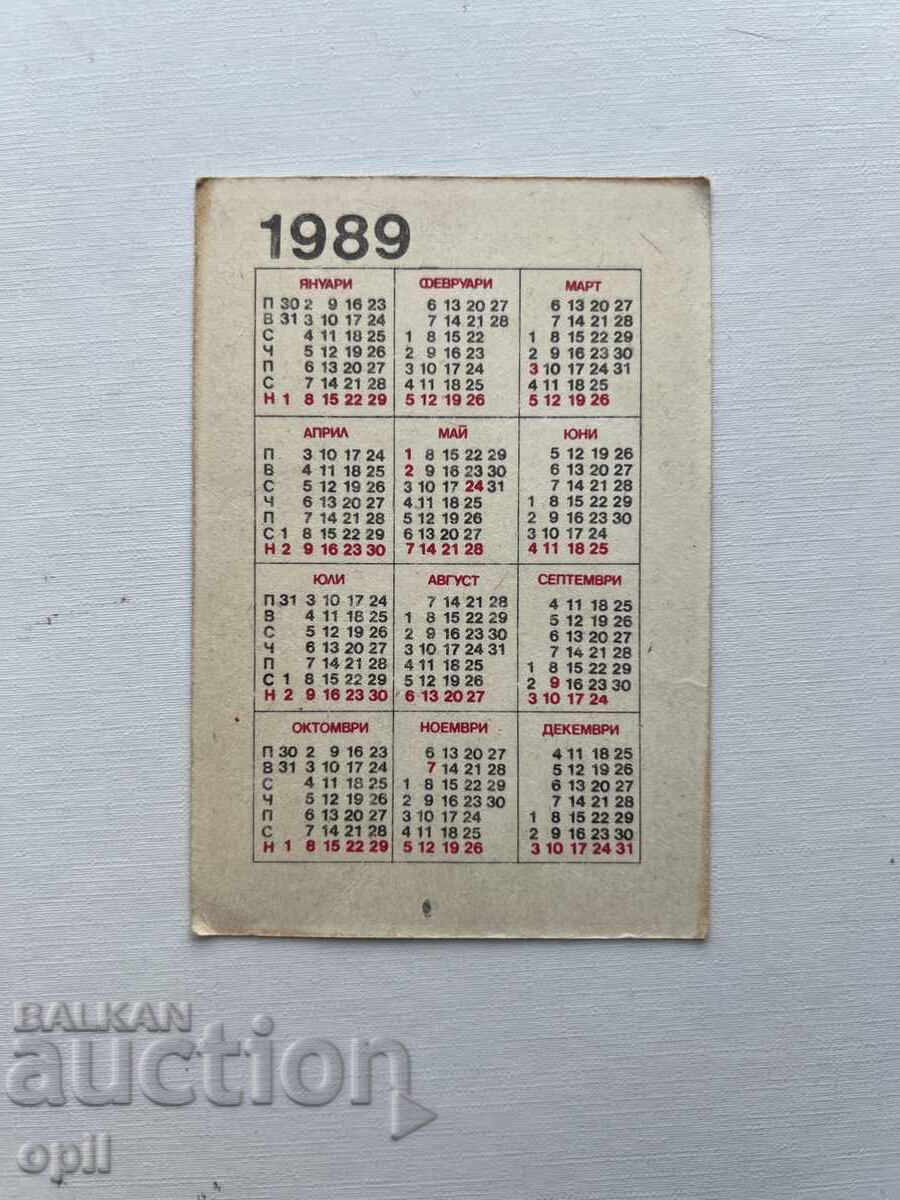 1989
ЯНУАРИ ФЕВРУАРИ МАРТ
П 30 2 9 16 23 6 13 20 27 6 13 20 27
В 31 3 10 17 24 7 14 21 28 7 14 21 28
С 4 11 18 25 1 8 15 22 1 8 15 22 29
Ч 5 12 19 26 2 9 16 23 2 9 16 23 30
П 6 13 20 27 3 10 17 24 3 10 17 24 31
С 7 14 21 28 4 11 18 25 4 11 18 25
Н 1 8 15 22 29 5 12 19 26 5 12 19 26
АПРИЛ МАЙ ЮНИ
П 3 10 17 24 1 8 15 22 29 5 12 19 26
В 4 11 18 25 2 9 16 23 30 6 13 20 27
С 5 12 19 26 3 10 17 24 31 7 14 21 28
Ч 6 13 20 27 4 11 18 25 1 8 15 22 29
П 7 14 21 28 5 12 19 26 2 9 16 23 30
С 1 8 15 22 29 6 13 20 27 3 10 17 24
Н 2 9 16 23 30 7 14 21 28 4 11 18 25
ЮЛИ АВГУСТ СЕПТЕМВРИ
П 31 3 10 17 24 7 14 21 28 4 11 18 25
В 4 11 18 25 1 8 15 22 29 5 12 19 26
С 5 12 19 26 2 9 16 23 30 6 13 20 27
Ч 6 13 20 27 3 10 17 24 31 7 14 21 28
П 7 14 21 28 4 11 18 25 1 8 15 22 29
С 1 8 15 22 29 5 12 19 26 2 9 16 23 30
Н 2 9 16 23 30 6 13 20 27 3 10 17 24
ОКТОМВРИ НОЕМВРИ ДЕКЕМВРИ
П 30 2 9 16 23 6 13 20 27 4 11 18 25
В 31 3 10 17 24 7 14 21 28 5 12 19 26
С 4 11 18 25 1 8 15 22 29 6 13 20 27
Ч 5 12 19 26 2 9 16 23 30 7 14 21 28
П 6 13 20 27 3 10 17 24 1 8 15 22 29
С 7 14 21 28 4 11 18 25 2 9 16 23 30
Н 1 8 15 22 29 5 12 19 26 3 10 17 24 31
BALKAN
auction
opll